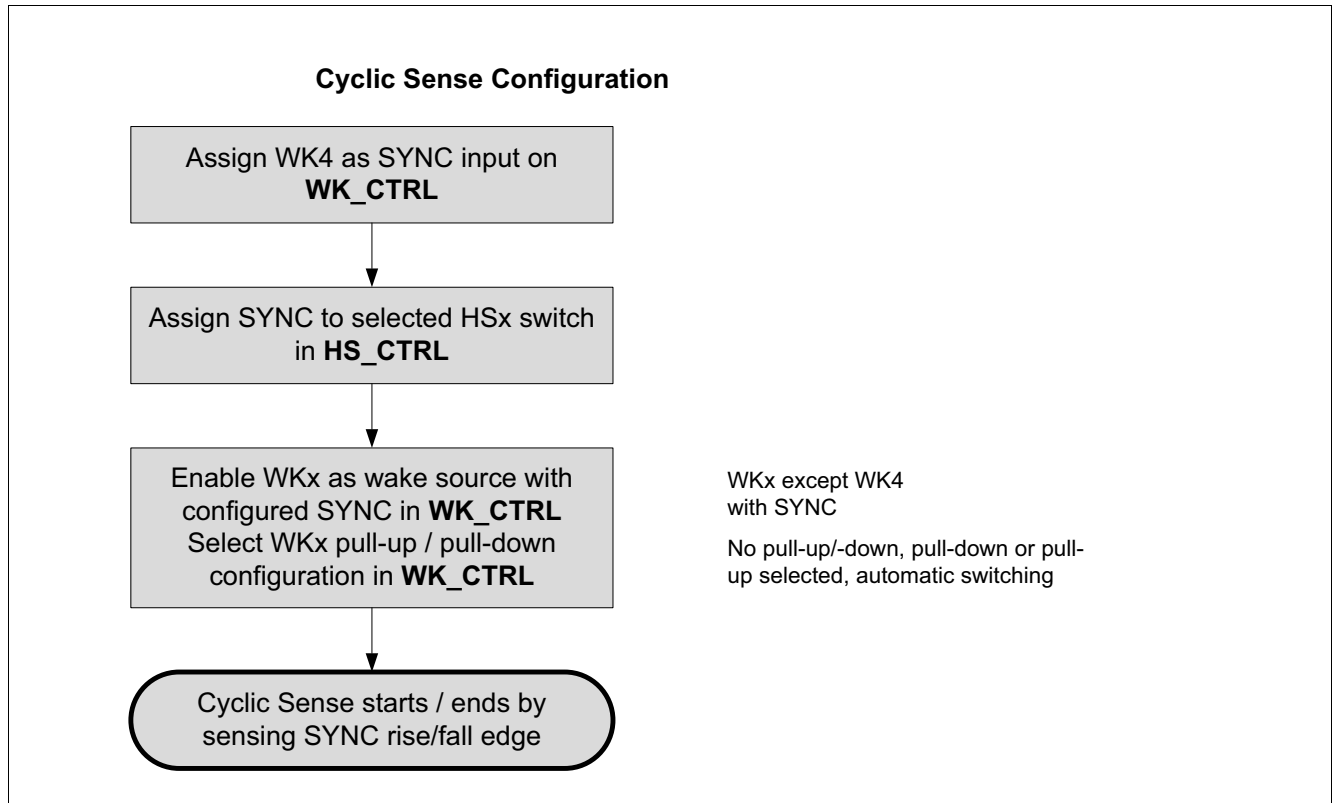 Cyclic Sense Configuration
Assign WK4 as SYNC input on
WK_CTRL
Assign SYNC to selected HSx switch
in HS_CTRL
Enable WKx as wake source with
configured SYNC in WK_CTRL
Select WKx pull-up / pull-down
configuration in WK_CTRL
WKx except WK4
with SYNC
No pull-up/-down, pull-down or pull-
up selected, automatic switching
Cyclic Sense starts / ends by
sensing SYNC rise/fall edge